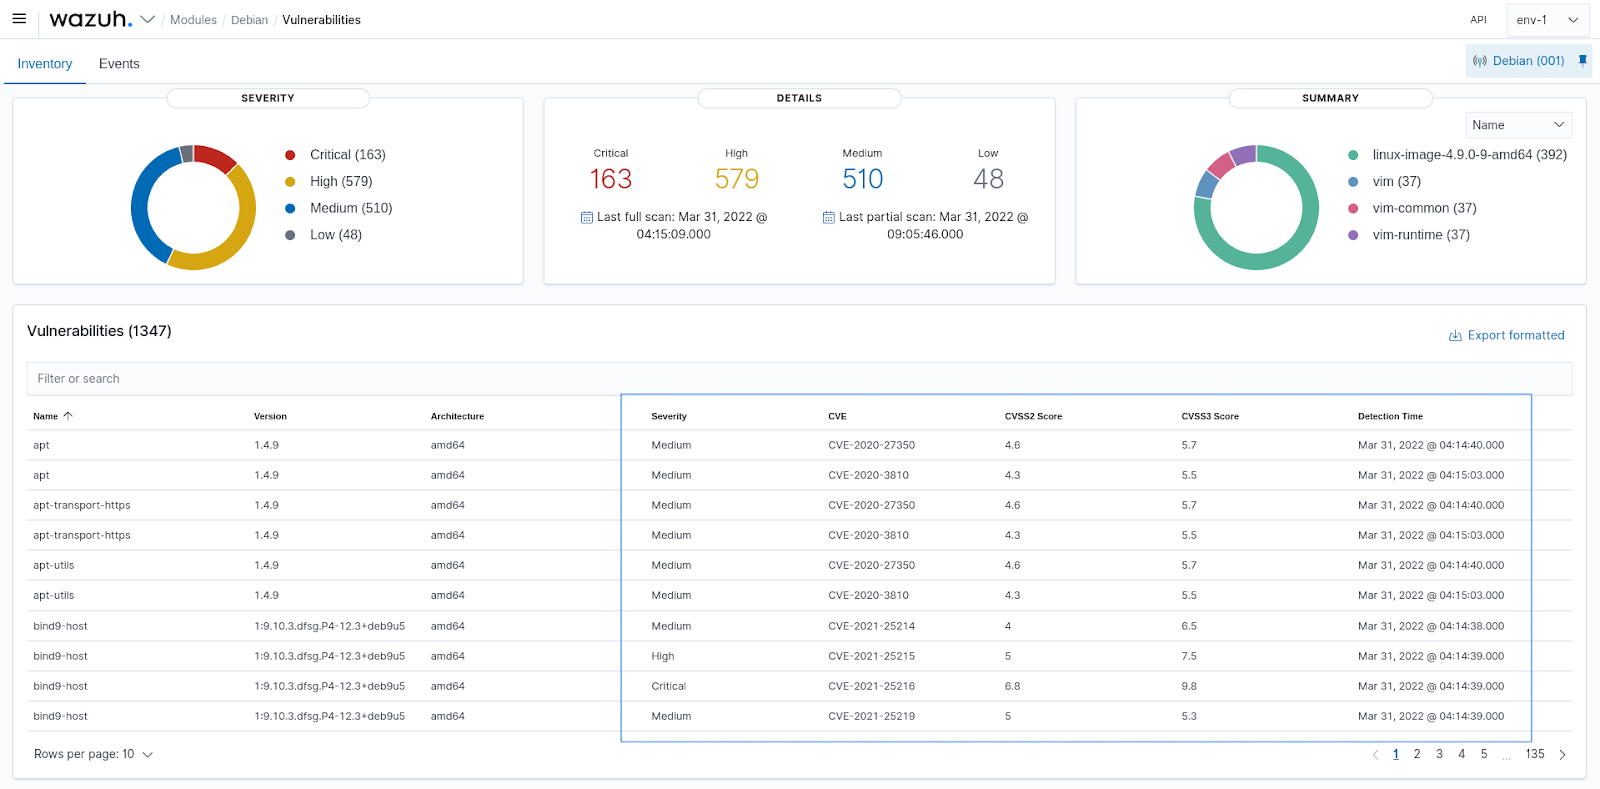 wazuh. / Modules / Debian / Vulnerabilities API env-1
Inventory Events Debian (001)
SEVERITY
Critical (163)
High (579)
Medium (510)
Low (48)
DETAILS
Critical High Medium Low
163 579 510 48
Last full scan: Mar 31, 2022 @ Last partial scan: Mar 31, 2022 @
04:15:09.000 09:05:46.000
SUMMARY
Name
linux-image-4.9.0-9-amd64 (392)
vim (37)
vim-common (37)
vim-runtime (37)
Vulnerabilities (1347)
Export formatted
Filter or search
Name Version Architecture Severity CVE CVSS2 Score CVSS3 Score Detection Time
apt 1.4.9 amd64 Medium CVE-2020-27350 4.6 5.7 Mar 31, 2022 @ 04:14:40.000
apt 1.4.9 amd64 Medium CVE-2020-3810 4.3 5.5 Mar 31, 2022 @ 04:15:03.000
apt-transport-https 1.4.9 amd64 Medium CVE-2020-27350 4.6 5.7 Mar 31, 2022 @ 04:14:40.000
apt-transport-https 1.4.9 amd64 Medium CVE-2020-3810 4.3 5.5 Mar 31, 2022 @ 04:15:03.000
apt-utils 1.4.9 amd64 Medium CVE-2020-27350 4.6 5.7 Mar 31, 2022 @ 04:14:40.000
apt-utils 1.4.9 amd64 Medium CVE-2020-3810 4.3 5.5 Mar 31, 2022 @ 04:15:03.000
bind9-host 1:9.10.3.dfsg.P4-12.3+deb9u5 amd64 Medium CVE-2021-25214 4 6.5 Mar 31, 2022 @ 04:14:38.000
bind9-host 1:9.10.3.dfsg.P4-12.3+deb9u5 amd64 High CVE-2021-25215 5 7.5 Mar 31, 2022 @ 04:14:39.000
bind9-host 1:9.10.3.dfsg.P4-12.3+deb9u5 amd64 Critical CVE-2021-25216 6.8 9.8 Mar 31, 2022 @ 04:14:39.000
bind9-host 1:9.10.3.dfsg.P4-12.3+deb9u5 amd64 Medium CVE-2021-25219 5 5.3 Mar 31, 2022 @ 04:14:39.000
Rows per page: 10 1 2 3 4 5 ... 135